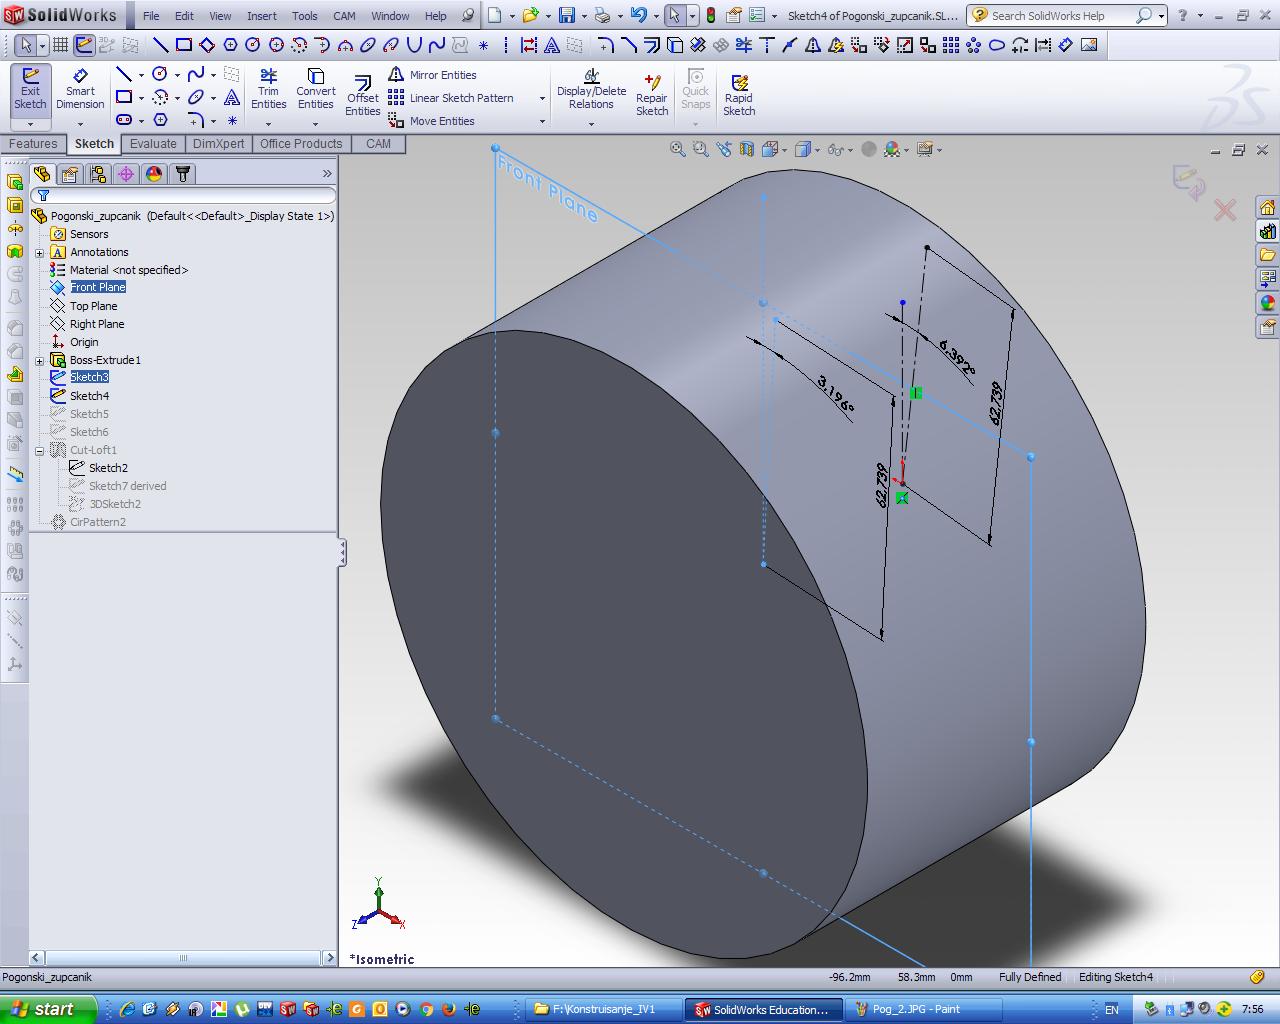 SolidWorks File Edit View Insert Tools CAM Window Help Sketch4 of Pogonski_zupcanik.SL... Search SolidWorks Help
Exit Sketch
Smart Dimension
Trim Entities
Convert Entities
Offset Entities
Mirror Entities
Linear Sketch Pattern
Move Entities
Display/Delete Relations
Repair Sketch
Quick Snaps
Rapid Sketch
Features Sketch Evaluate DimXpert Office Products CAM
Pogonski_zupcanik (Default<<Default>_Display State 1>)
Sensors
Annotations
Material <not specified>
Front Plane
Top Plane
Right Plane
Origin
Boss-Extrude1
Sketch3
Sketch4
Sketch5
Sketch6
Cut-Loft1
Sketch2
Sketch7 derived
3DSketch2
CirPattern2
Front Plane
6,392°
3,196°
62,739
62,739
Y
Z
X
*Isometric
Pogonski_zupcanik -96.2mm 58.3mm 0mm Fully Defined Editing Sketch4
start F:\Konstruisanje_IV1 SolidWorks Education... Pog_2.JPG - Paint EN 7:56